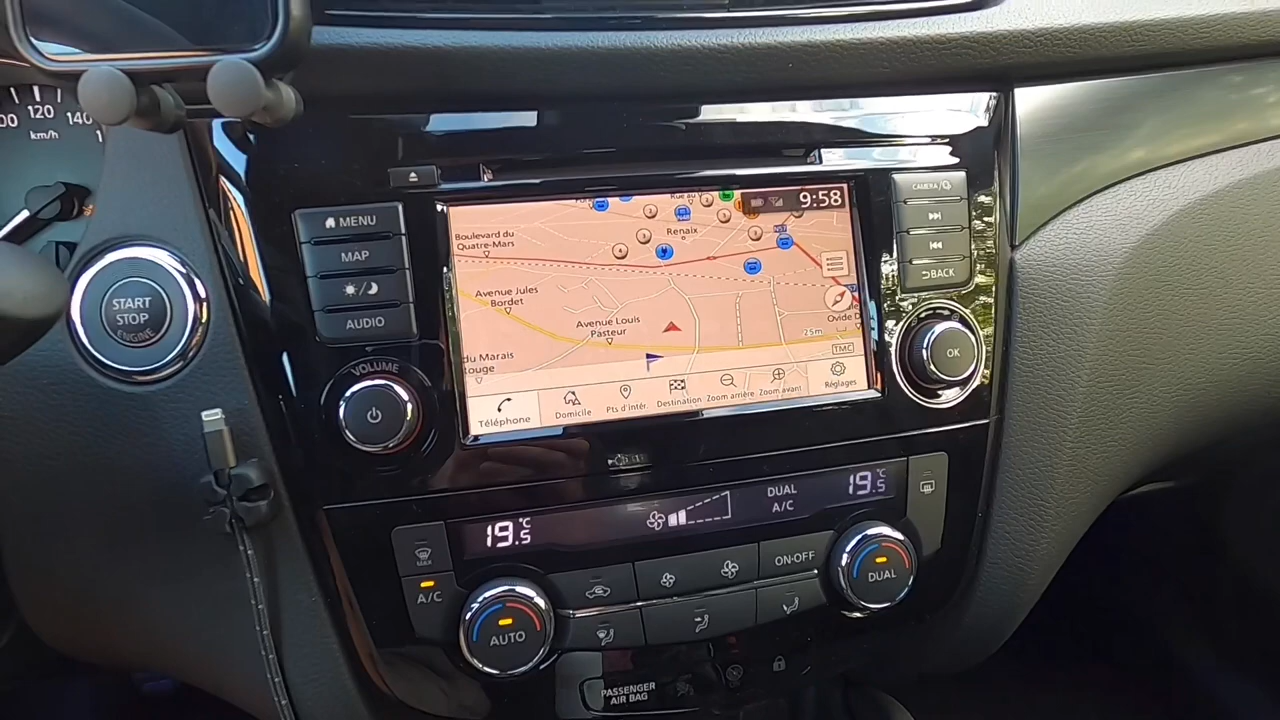 120
140
km/h
START
STOP
ENGINE
MENU
MAP
AUDIO
VOLUME
CAMERA/
BACK
OK
9:58
Boulevard du
Quatre-Mars
Renaix
Avenue Jules
Bordet
Avenue Louis
Pasteur
du Marais
Rouge
Ovide D
25m
TMC
Téléphone
Domicile
Pts d'intér.
Destination
Zoom arrière
Zoom avant
Réglages
19.5°C
DUAL
A/C
19.5°C
MAX
A/C
AUTO
ON·OFF
DUAL
PASSENGER
AIR BAG